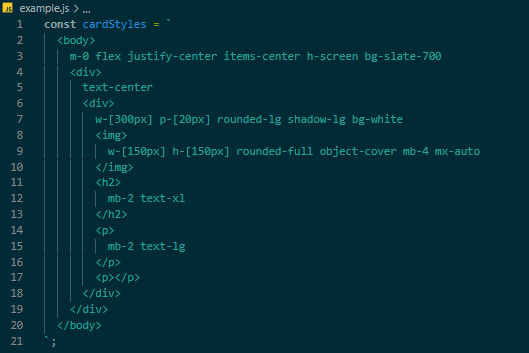 JS example.js > ...
1 const cardStyles = `
2 <body>
3 m-0 flex justify-center items-center h-screen bg-slate-700
4 <div>
5 text-center
6 <div>
7 w-[300px] p-[20px] rounded-lg shadow-lg bg-white
8 <img>
9 w-[150px] h-[150px] rounded-full object-cover mb-4 mx-auto
10 </img>
11 <h2>
12 mb-2 text-xl
13 </h2>
14 <p>
15 mb-2 text-lg
16 </p>
17 <p></p>
18 </div>
19 </div>
20 </body>
21 `;